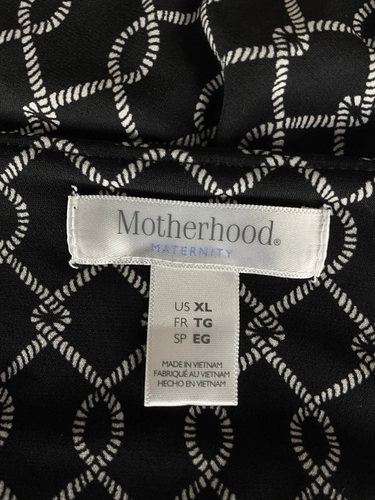 Motherhood®
MATERNITY
US XL
FR TG
SP EG
MADE IN VIETNAM
FABRIQUÉ AU VIETNAM
HECHO EN VIETNAM